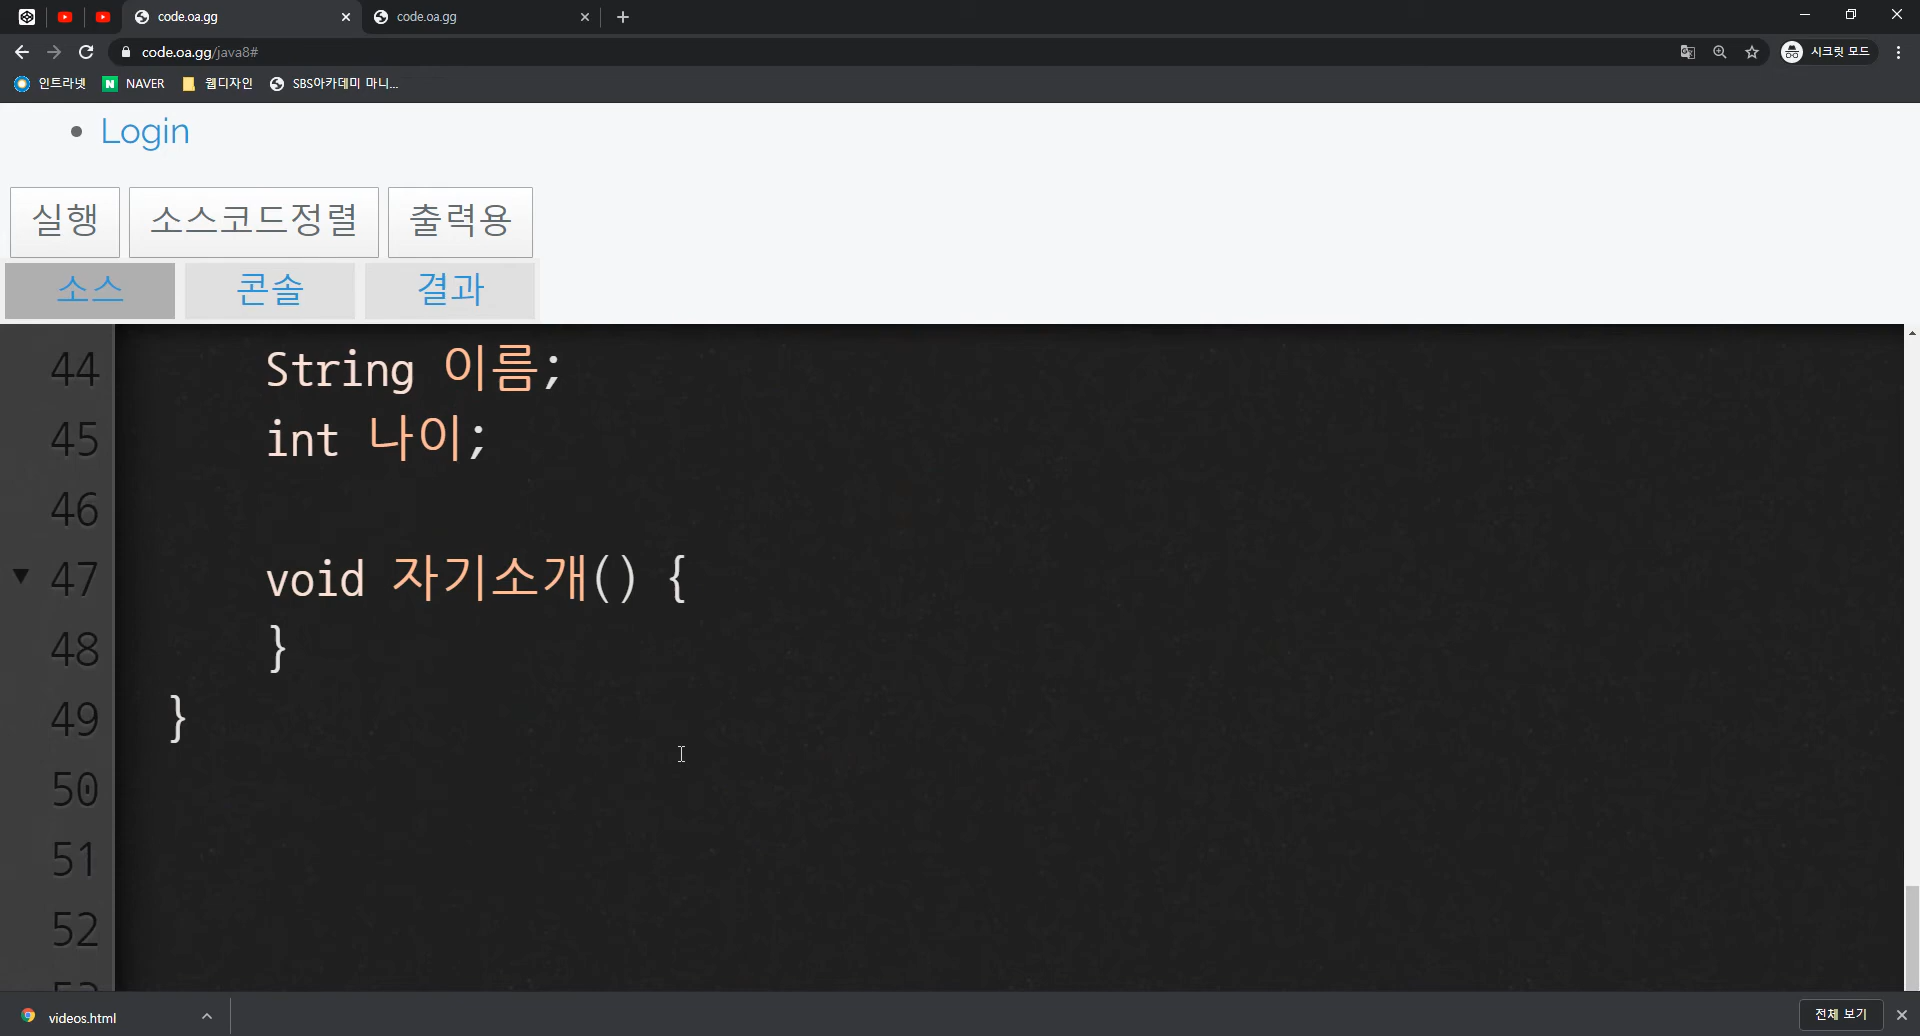 code.oa.gg
code.oa.gg
code.oa.gg/java8#
시크릿 모드
인트라넷
NAVER
웹디자인
SBS아카데미 마니...
Login
실행
소스코드정렬
출력용
소스
콘솔
결과
44 String 이름;
45 int 나이;
46
47 void 자기소개() {
48 }
49 }
50
51
52
53
videos.html
전체 보기